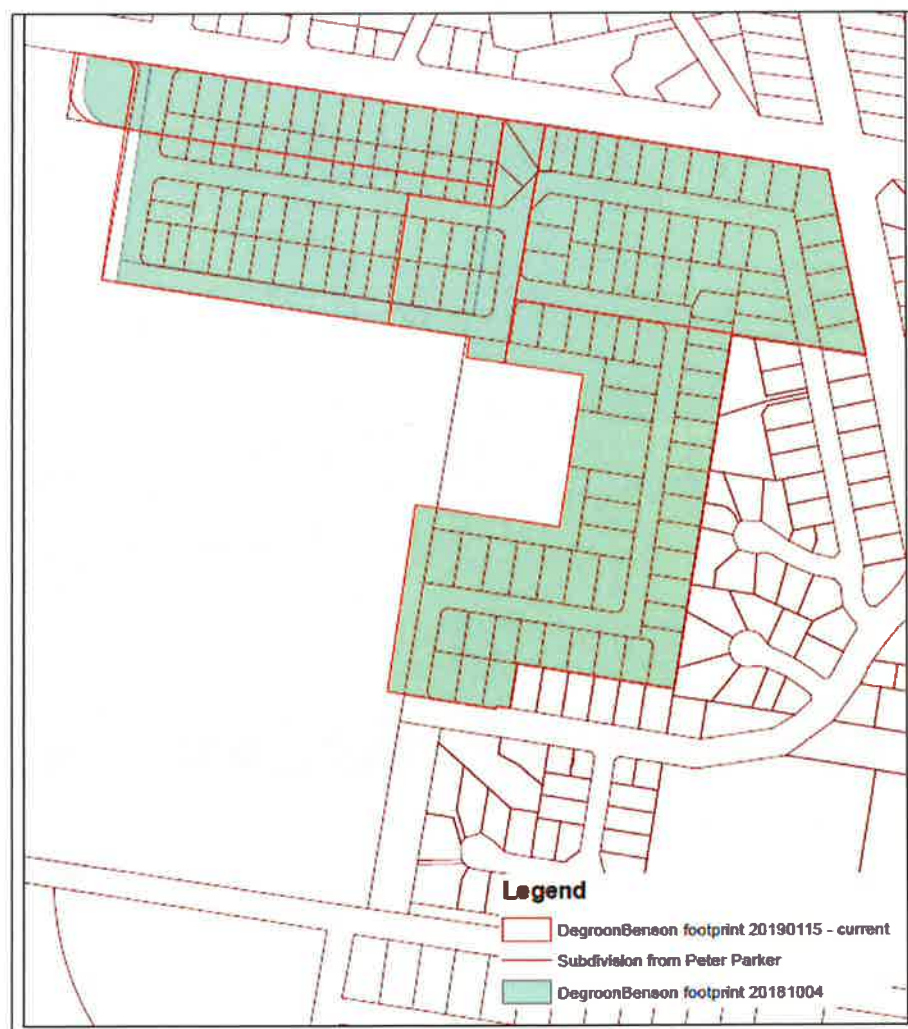 Legend
DegroonBenson footprint 20190115 - current
Subdivision from Peter Parker
DegroonBenson footprint 20181004